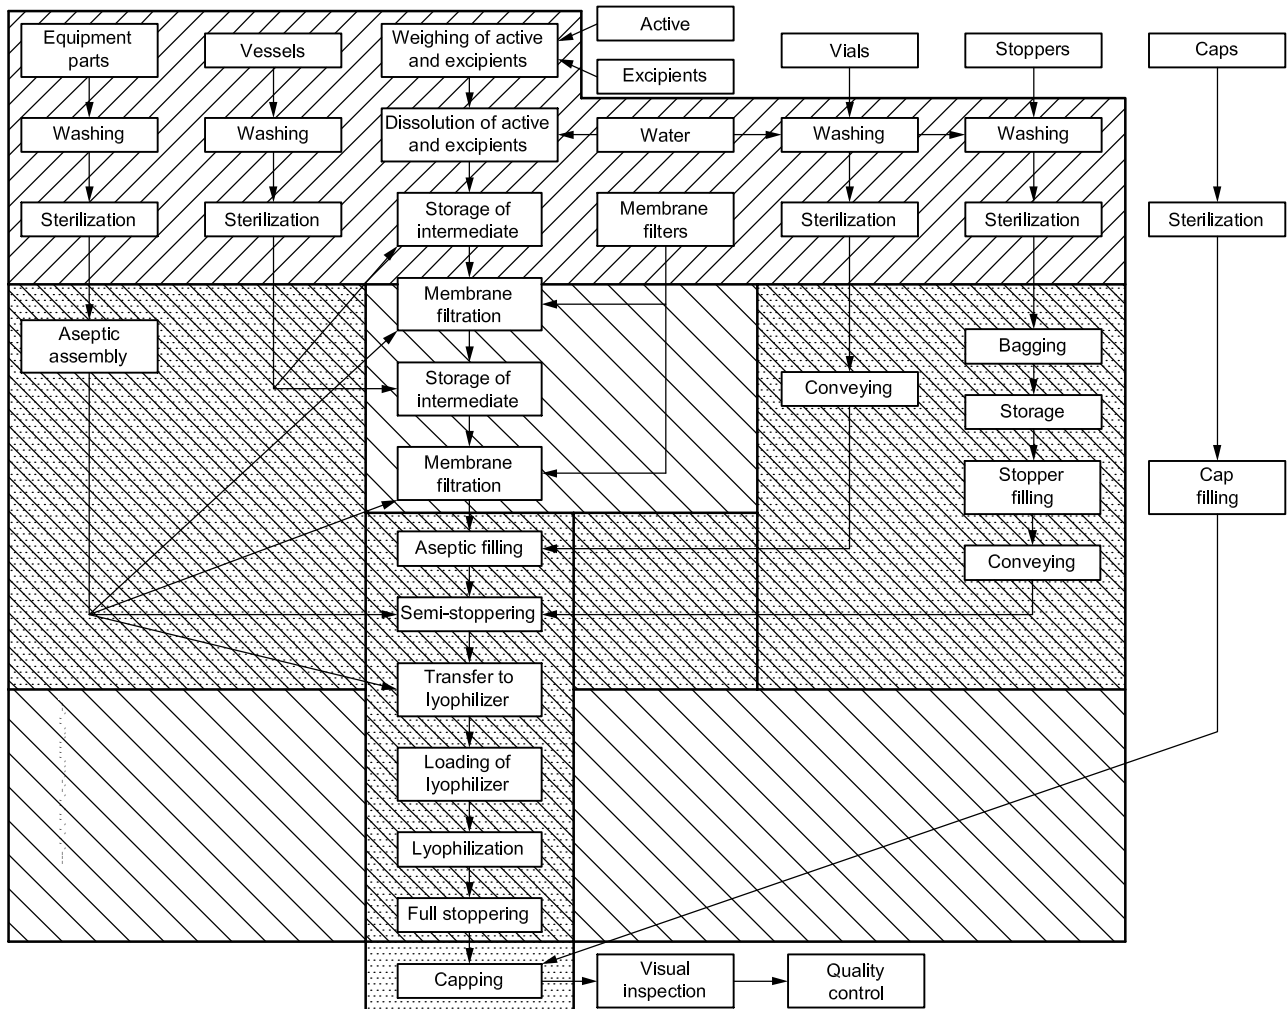 Equipment
parts
Vessels
Weighing of active
and excipients
Active
Excipients
Vials
Stoppers
Caps
Washing
Washing
Dissolution of active
and excipients
Water
Washing
Washing
Sterilization
Sterilization
Storage of
intermediate
Membrane
filters
Sterilization
Sterilization
Sterilization
Aseptic
assembly
Membrane
filtration
Bagging
Storage of
intermediate
Conveying
Storage
Membrane
filtration
Stopper
filling
Cap
filling
Aseptic filling
Conveying
Semi-stoppering
Transfer to
lyophilizer
Loading of
lyophilizer
Lyophilization
Full stoppering
Capping
Visual
inspection
Quality
control